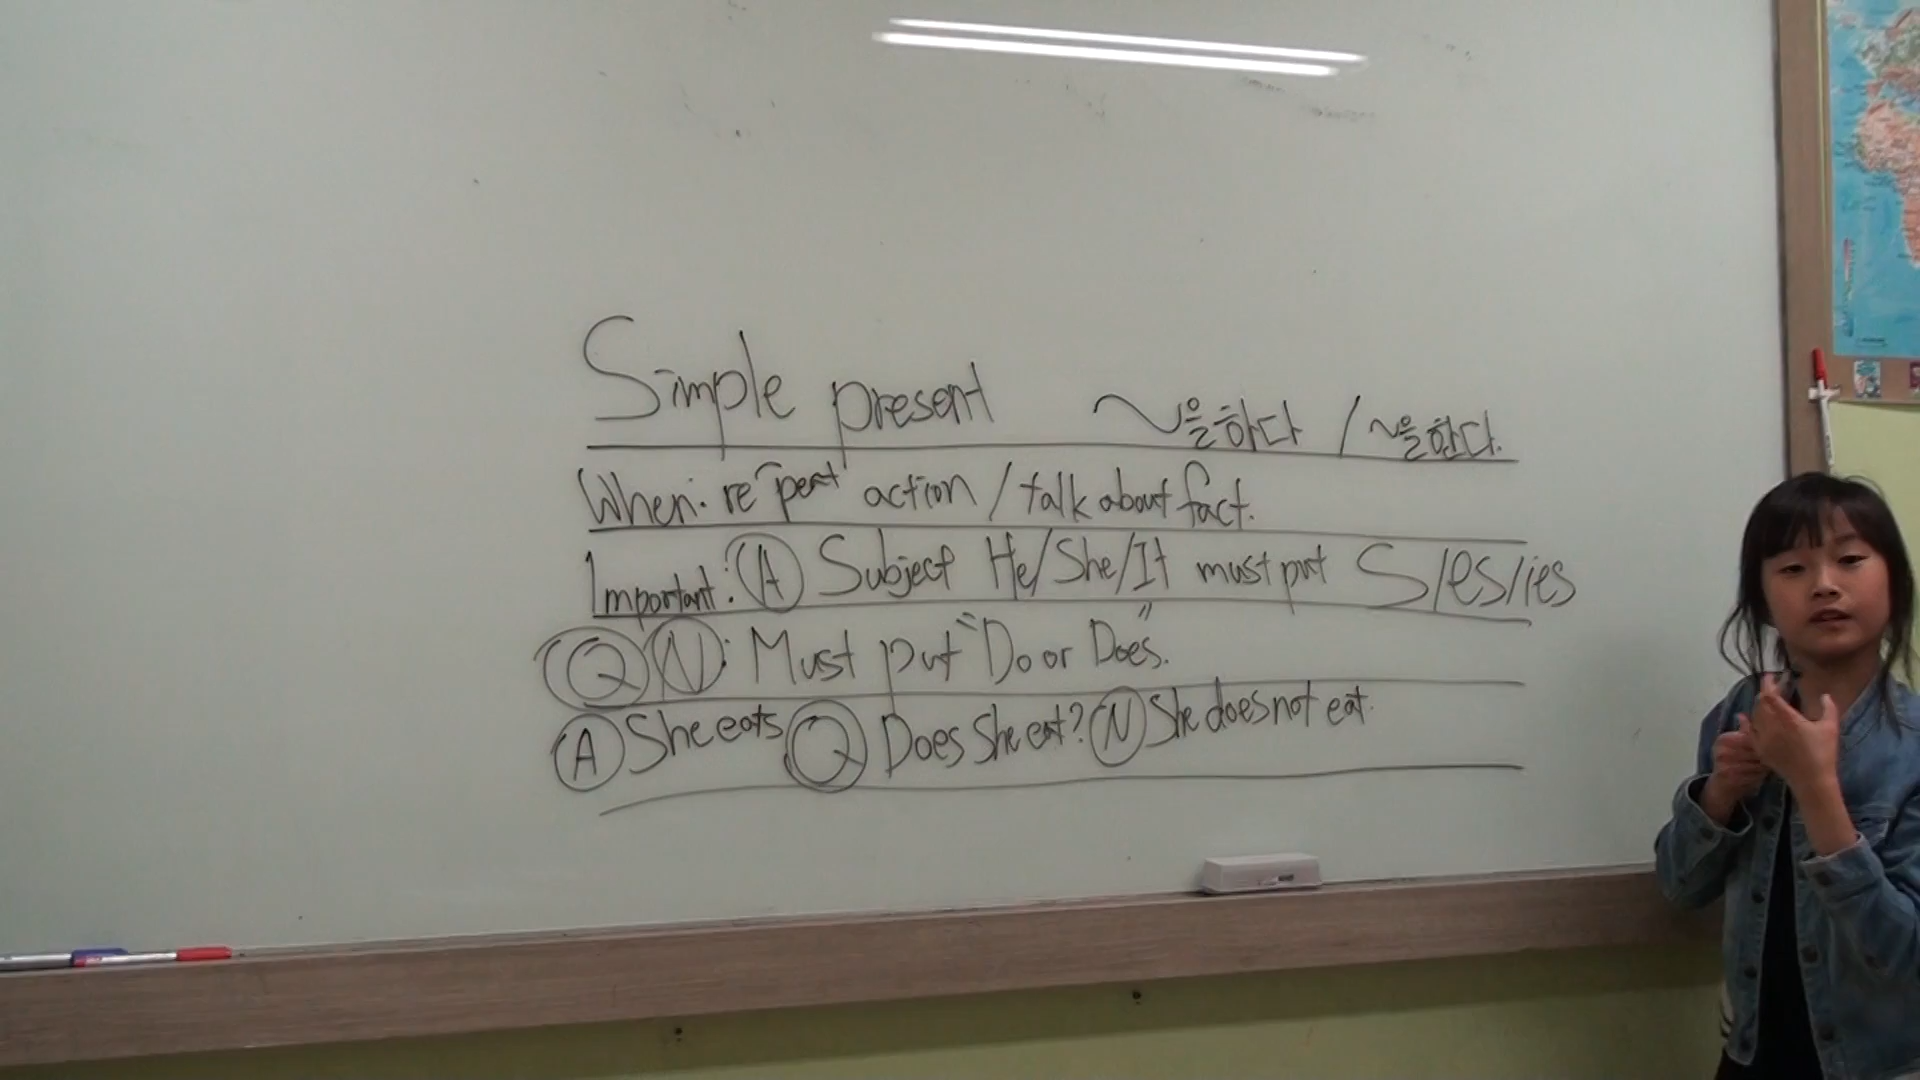 Simple present ~을하다 / ~을한다.
When: repeat action / talk about fact.
Important: A Subject He/She/It must put S/es/ies
Q N : Must put "Do or Does".
A She eats Q Does She eat? N She does not eat.